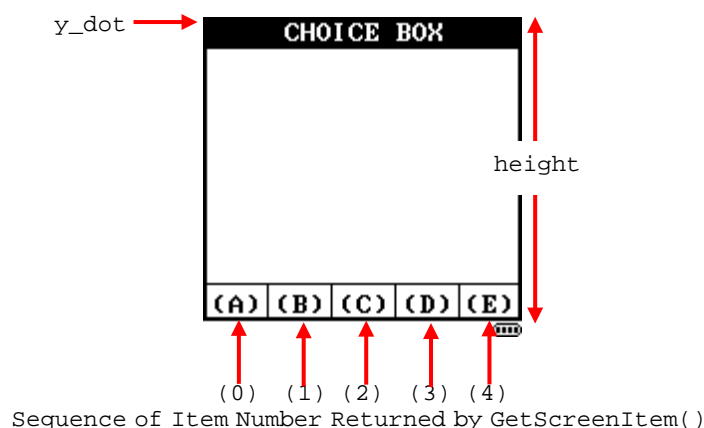 y_dot
CHOICE BOX
height
(A) (B) (C) (D) (E)
(0) (1) (2) (3) (4)
Sequence of Item Number Returned by GetScreenItem()